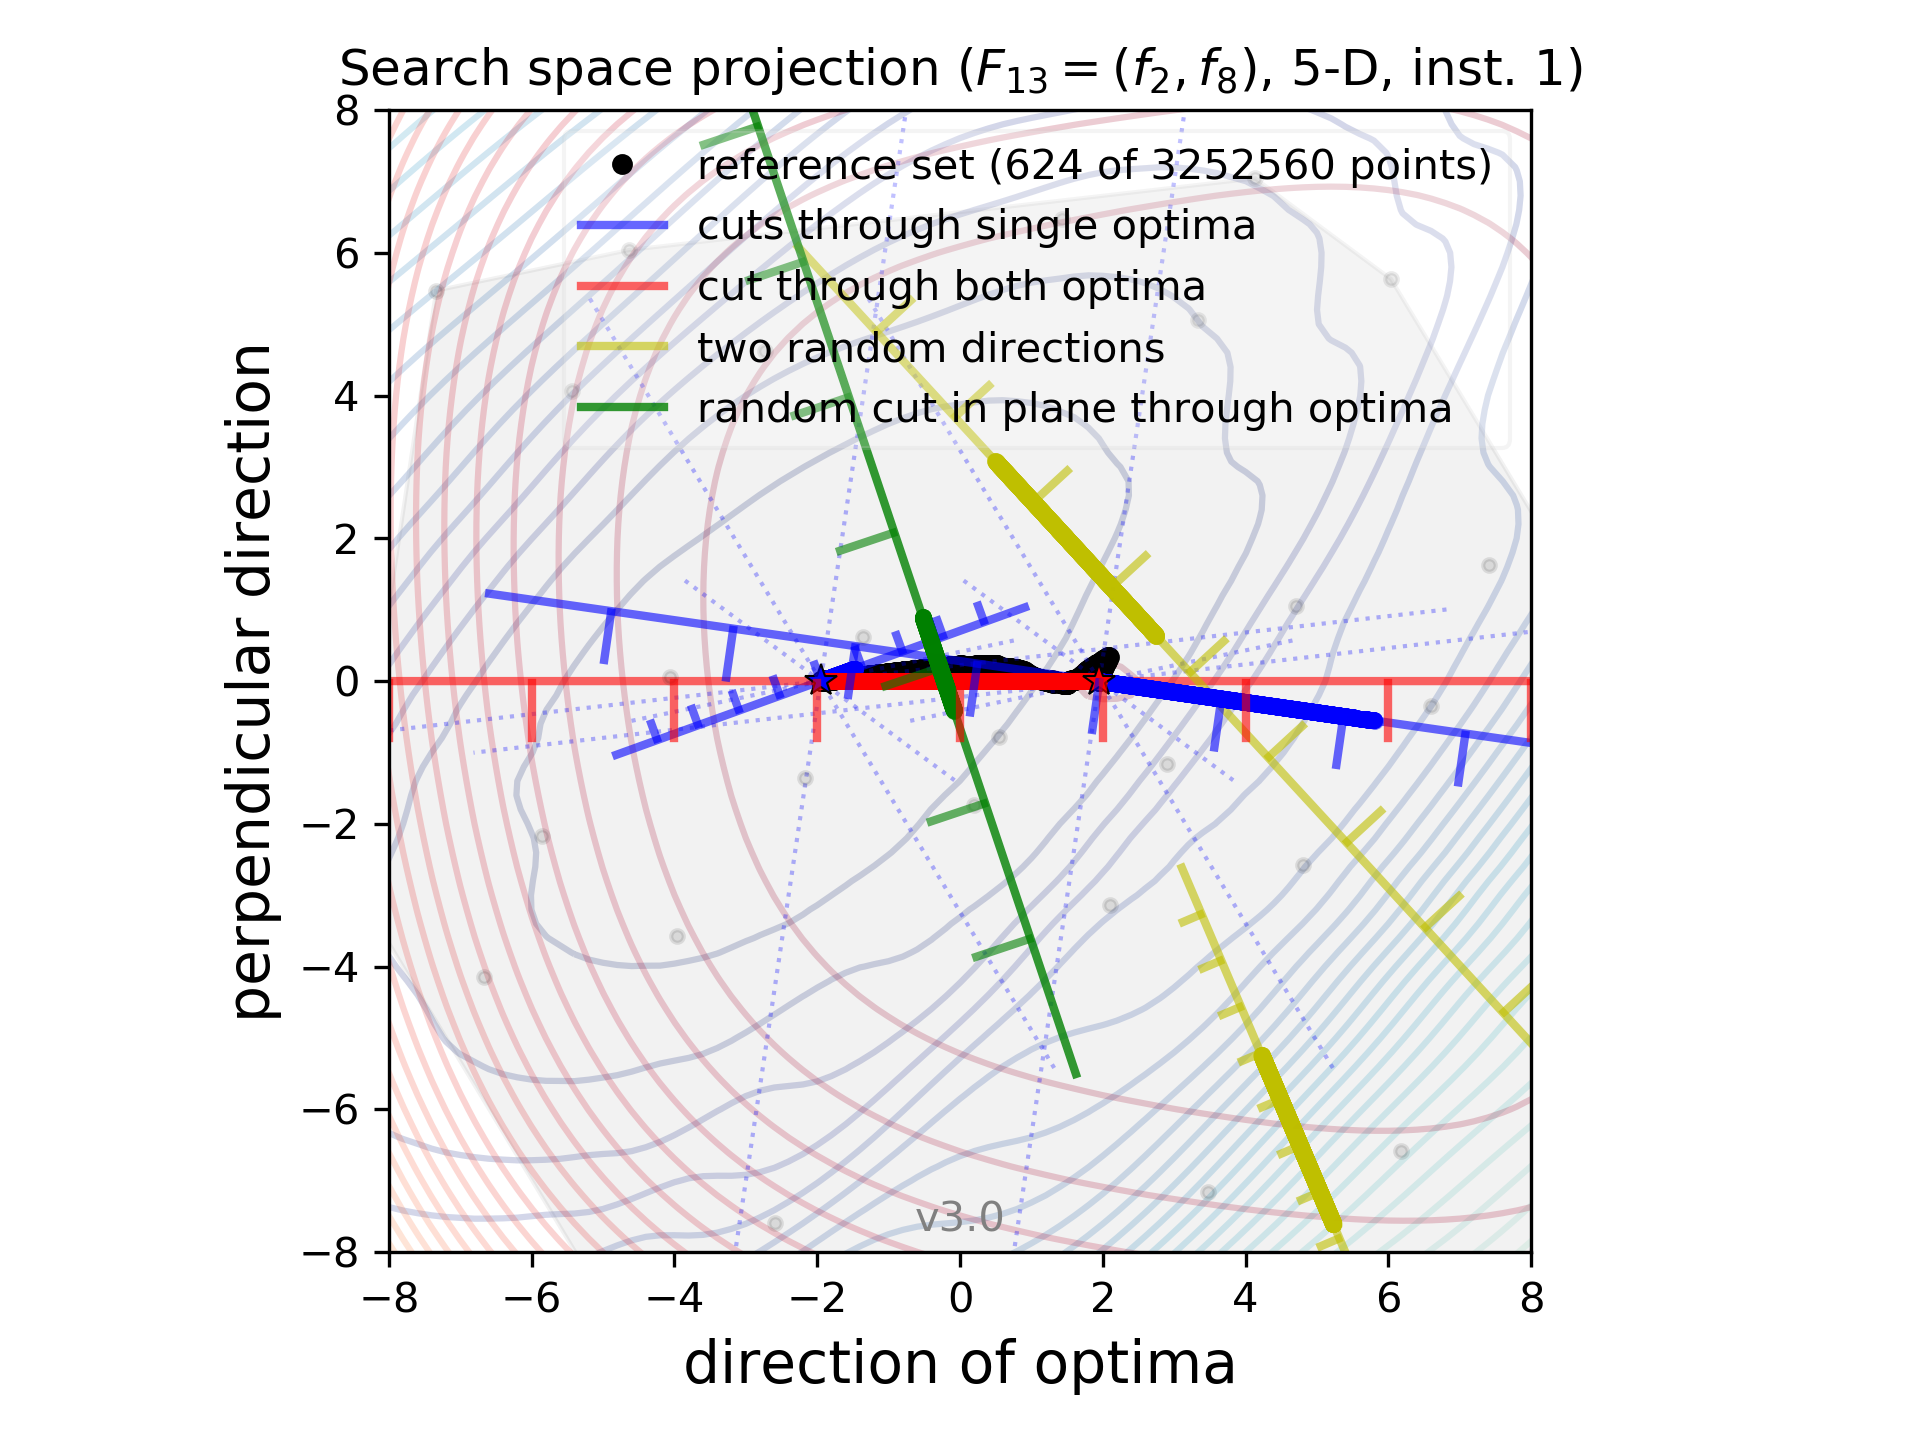 Search space projection (F₁₃ = (f₂, f₈), 5-D, inst. 1)
reference set (624 of 3252560 points)
cuts through single optima
cut through both optima
two random directions
random cut in plane through optima
perpendicular direction
8
6
4
2
0
−2
−4
−6
−8
v3.0
−8 −6 −4 −2 0 2 4 6 8
direction of optima